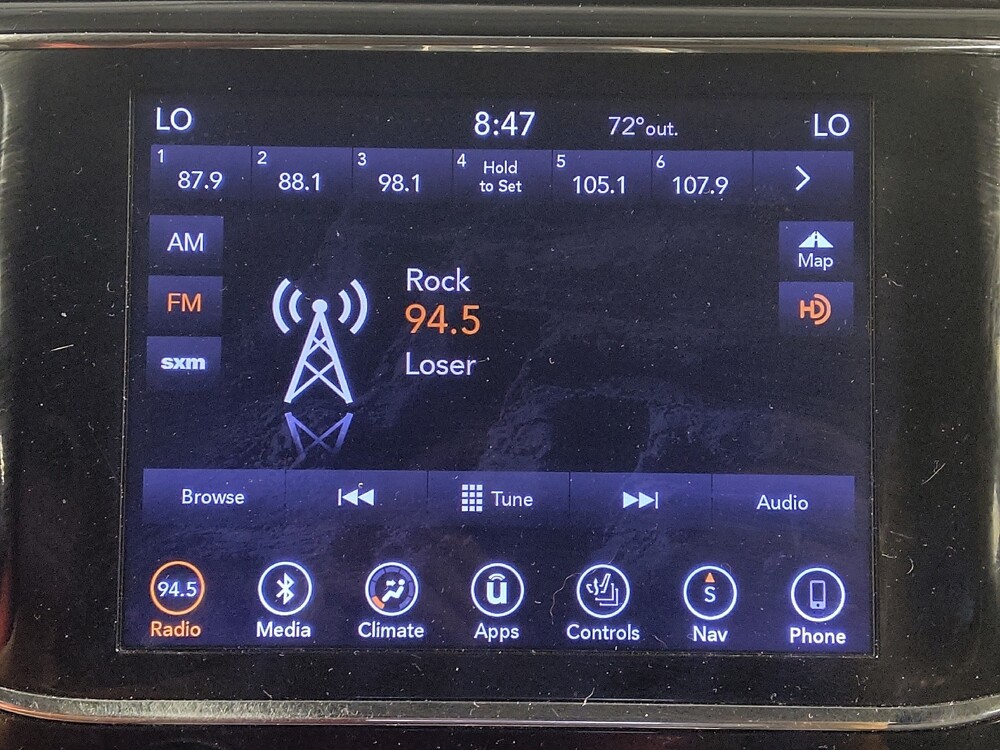 LO 8:47 72° out. LO
1 87.9 2 88.1 3 98.1 4 Hold to Set 5 105.1 6 107.9
AM
Map
FM
HD
sxm
Rock
94.5
Loser
Browse Tune Audio
94.5 u S
Radio Media Climate Apps Controls Nav Phone